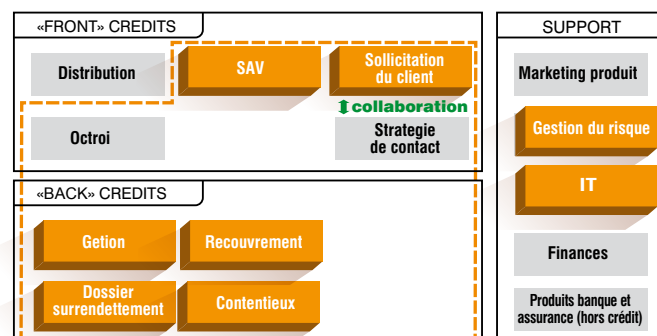 «FRONT» CREDITS
Distribution
SAV
Sollicitation
du client
collaboration
Octroi
Strategie
de contact
«BACK» CREDITS
Getion
Recouvrement
Dossier
surrendettement
Contentieux
SUPPORT
Marketing produit
Gestion du risque
IT
Finances
Produits banque et
assurance (hors crédit)